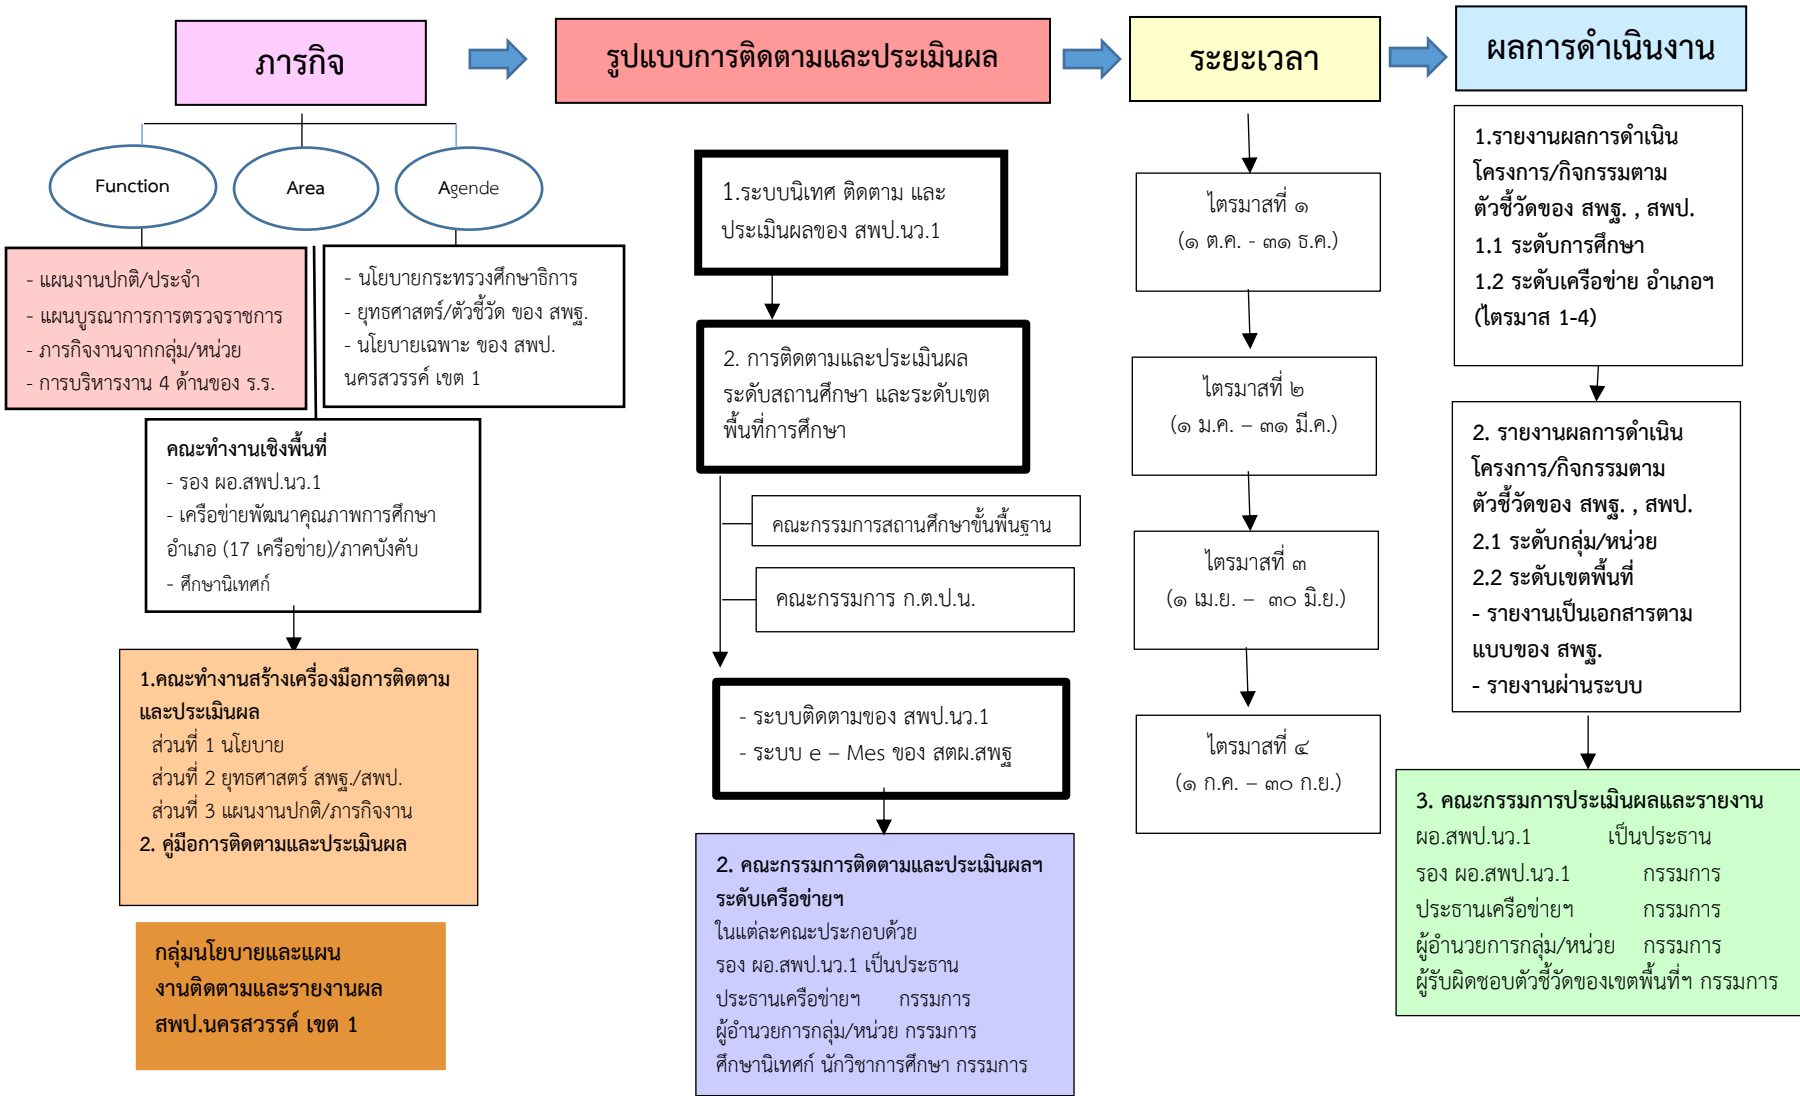 ภารกิจ
รูปแบบการติดตามและประเมินผล
ระยะเวลา
ผลการดำเนินงาน
Function
Area
Agende
- แผนงานปกติ/ประจำ
- แผนบูรณาการการตรวจราชการ
- ภารกิจงานจากกลุ่ม/หน่วย
- การบริหารงาน 4 ด้านของ ร.ร.
- นโยบายกระทรวงศึกษาธิการ
- ยุทธศาสตร์/ตัวชี้วัด ของ สพฐ.
- นโยบายเฉพาะ ของ สพป.
นครสวรรค์ เขต 1
คณะทำงานเชิงพื้นที่
- รอง ผอ.สพป.นว.1
- เครือข่ายพัฒนาคุณภาพการศึกษา
อำเภอ (17 เครือข่าย)/ภาคบังคับ
- ศึกษานิเทศก์
1.คณะทำงานสร้างเครื่องมือการติดตาม
และประเมินผล
ส่วนที่ 1 นโยบาย
ส่วนที่ 2 ยุทธศาสตร์ สพฐ./สพป.
ส่วนที่ 3 แผนงานปกติ/ภารกิจงาน
2. คู่มือการติดตามและประเมินผล
กลุ่มนโยบายและแผน
งานติดตามและรายงานผล
สพป.นครสวรรค์ เขต 1
1.ระบบนิเทศ ติดตาม และ
ประเมินผลของ สพป.นว.1
2. การติดตามและประเมินผล
ระดับสถานศึกษา และระดับเขต
พื้นที่การศึกษา
คณะกรรมการสถานศึกษาขั้นพื้นฐาน
คณะกรรมการ ก.ต.ป.น.
- ระบบติดตามของ สพป.นว.1
- ระบบ e – Mes ของ สตผ.สพฐ
2. คณะกรรมการติดตามและประเมินผลฯ
ระดับเครือข่ายฯ
ในแต่ละคณะประกอบด้วย
รอง ผอ.สพป.นว.1 เป็นประธาน
ประธานเครือข่ายฯ กรรมการ
ผู้อำนวยการกลุ่ม/หน่วย กรรมการ
ศึกษานิเทศก์ นักวิชาการศึกษา กรรมการ
ไตรมาสที่ ๑
(๑ ต.ค. - ๓๑ ธ.ค.)
ไตรมาสที่ ๒
(๑ ม.ค. – ๓๑ มี.ค.)
ไตรมาสที่ ๓
(๑ เม.ย. – ๓๐ มิ.ย.)
ไตรมาสที่ ๔
(๑ ก.ค. – ๓๐ ก.ย.)
1.รายงานผลการดำเนิน
โครงการ/กิจกรรมตาม
ตัวชี้วัดของ สพฐ. , สพป.
1.1 ระดับการศึกษา
1.2 ระดับเครือข่าย อำเภอฯ
(ไตรมาส 1-4)
2. รายงานผลการดำเนิน
โครงการ/กิจกรรมตาม
ตัวชี้วัดของ สพฐ. , สพป.
2.1 ระดับกลุ่ม/หน่วย
2.2 ระดับเขตพื้นที่
- รายงานเป็นเอกสารตาม
แบบของ สพฐ.
- รายงานผ่านระบบ
3. คณะกรรมการประเมินผลและรายงาน
ผอ.สพป.นว.1 เป็นประธาน
รอง ผอ.สพป.นว.1 กรรมการ
ประธานเครือข่ายฯ กรรมการ
ผู้อำนวยการกลุ่ม/หน่วย กรรมการ
ผู้รับผิดชอบตัวชี้วัดของเขตพื้นที่ฯ กรรมการ